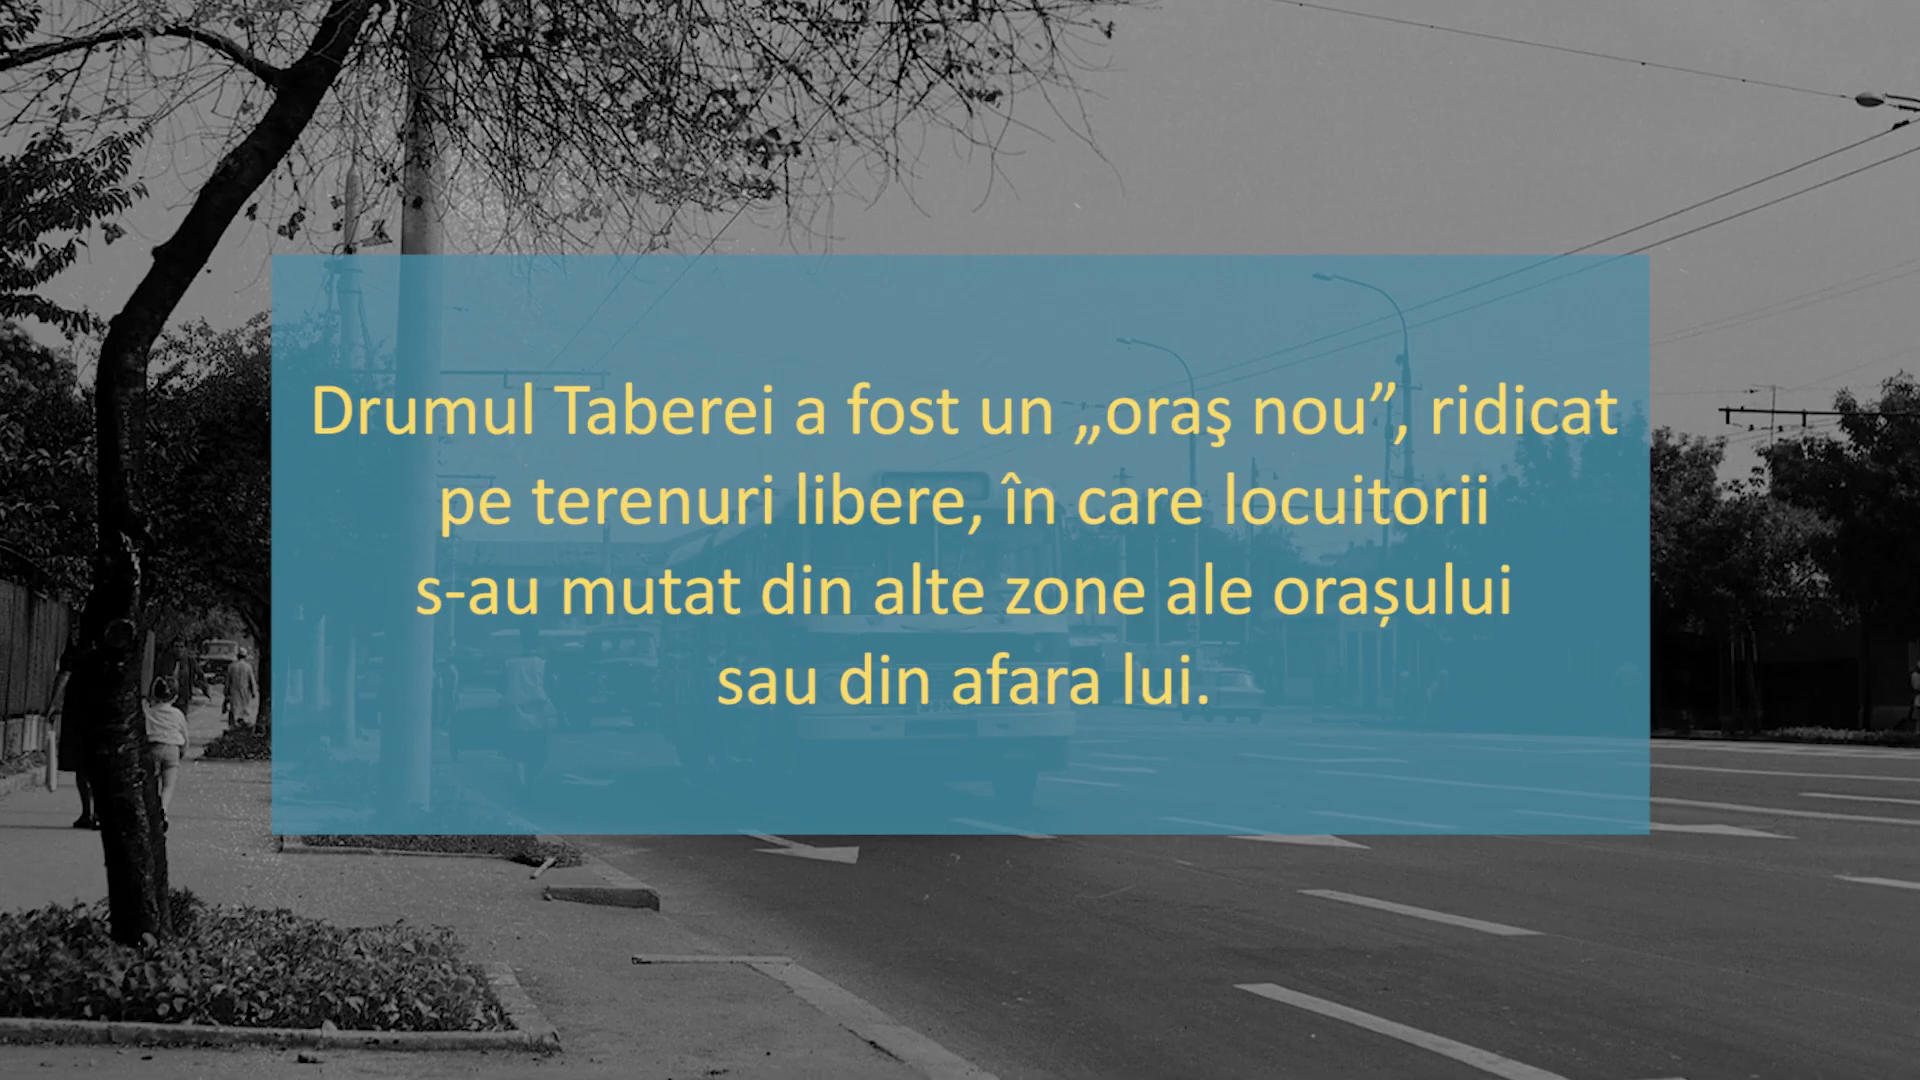 Drumul Taberei a fost un „oraş nou”, ridicat
pe terenuri libere, în care locuitorii
s-au mutat din alte zone ale orașului
sau din afara lui.